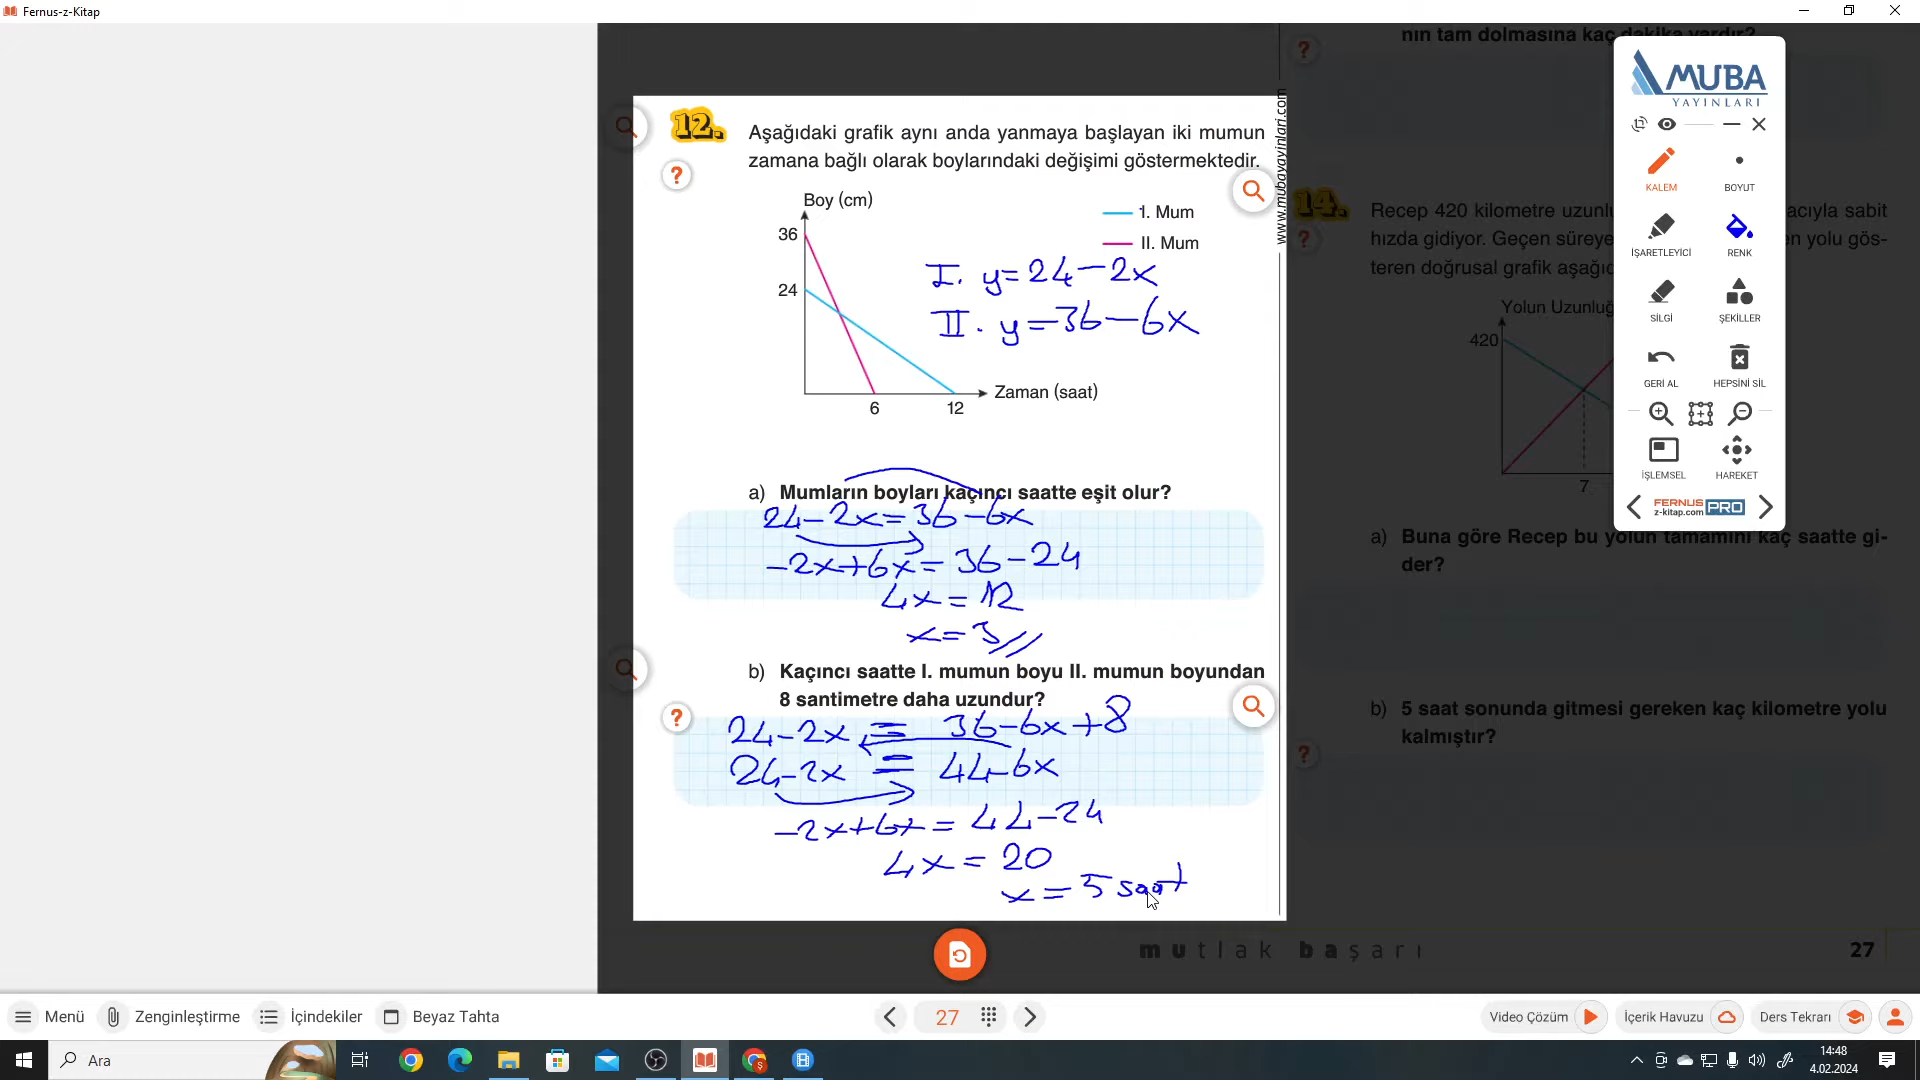 Fernus-z-Kitap
12.
Aşağıdaki grafik aynı anda yanmaya başlayan iki mumun
zamana bağlı olarak boylarındaki değişimi göstermektedir.
Boy (cm)
36
24
6
12
Zaman (saat)
1. Mum
II. Mum
I. y=24-2x
II. y=36-6x
a) Mumların boyları kaçıncı saatte eşit olur?
24-2x=36-6x
-2x+6x=36-24
4x=12
x=3//
b) Kaçıncı saatte I. mumun boyu II. mumun boyundan
8 santimetre daha uzundur?
24-2x = 36-6x+8
24-2x = 44-6x
-2x+6x=44-24
4x=20
x=5 saat
www.mubayayinlari.com
nın tam dolmasına kaç dakika vardır?
14.
Recep 420 kilometre
acıyla sabit
hızda gidiyor. Geçen
en yolu gös-
teren doğrusal grafik
Yolun
420
7
a) Buna göre Recep bu yolun tamamını kaç saatte gi-
der?
b) 5 saat sonunda gitmesi gereken kaç kilometre yolu
kalmıştır?
mutlak başarı
27
MUBA
YAYINLARI
KALEM
BOYUT
İŞARETLEYİCİ
RENK
SİLGİ
ŞEKİLLER
GERİ AL
HEPSİNİ SİL
İŞLEMSEL
HAREKET
FERNUS
z-kitap.com
PRO
Menü
Zenginleştirme
İçindekiler
Beyaz Tahta
27
Video Çözüm
İçerik Havuzu
Ders Tekrarı
Ara
14:48
4.02.2024